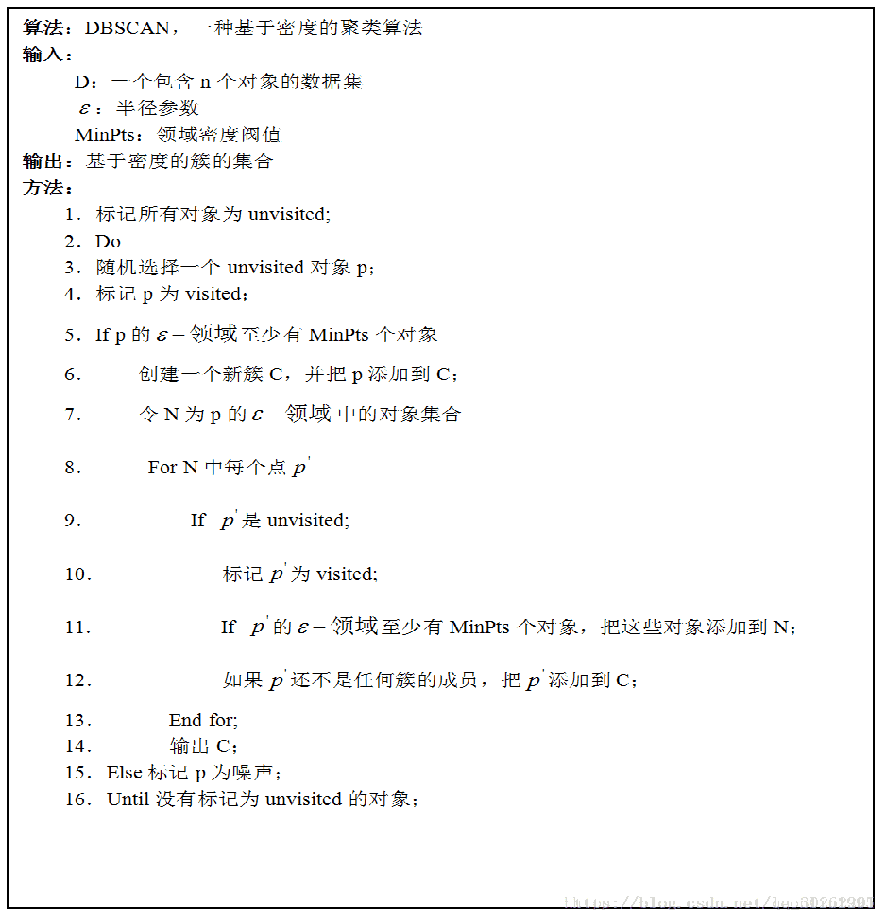 算法：DBSCAN，一种基于密度的聚类算法
输入：
D：一个包含 n 个对象的数据集
ε：半径参数
MinPts：领域密度阀值
输出：基于密度的簇的集合
方法：
1．标记所有对象为 unvisited;
2．Do
3．随机选择一个 unvisited 对象 p；
4．标记 p 为 visited；
5．If p 的 ε－领域 至少有 MinPts 个对象
6．创建一个新簇 C，并把 p 添加到 C；
7．令 N 为 p 的 ε 领域 中的对象集合
8．For N 中每个点 p'
9．If p' 是 unvisited;
10．标记 p' 为 visited;
11．If p' 的 ε－领域 至少有 MinPts 个对象，把这些对象添加到 N；
12．如果 p' 还不是任何簇的成员，把 p' 添加到 C；
13．End for;
14．输出 C；
15．Else 标记 p 为噪声；
16．Until 没有标记为 unvisited 的对象；
https://blog.csdn.net/